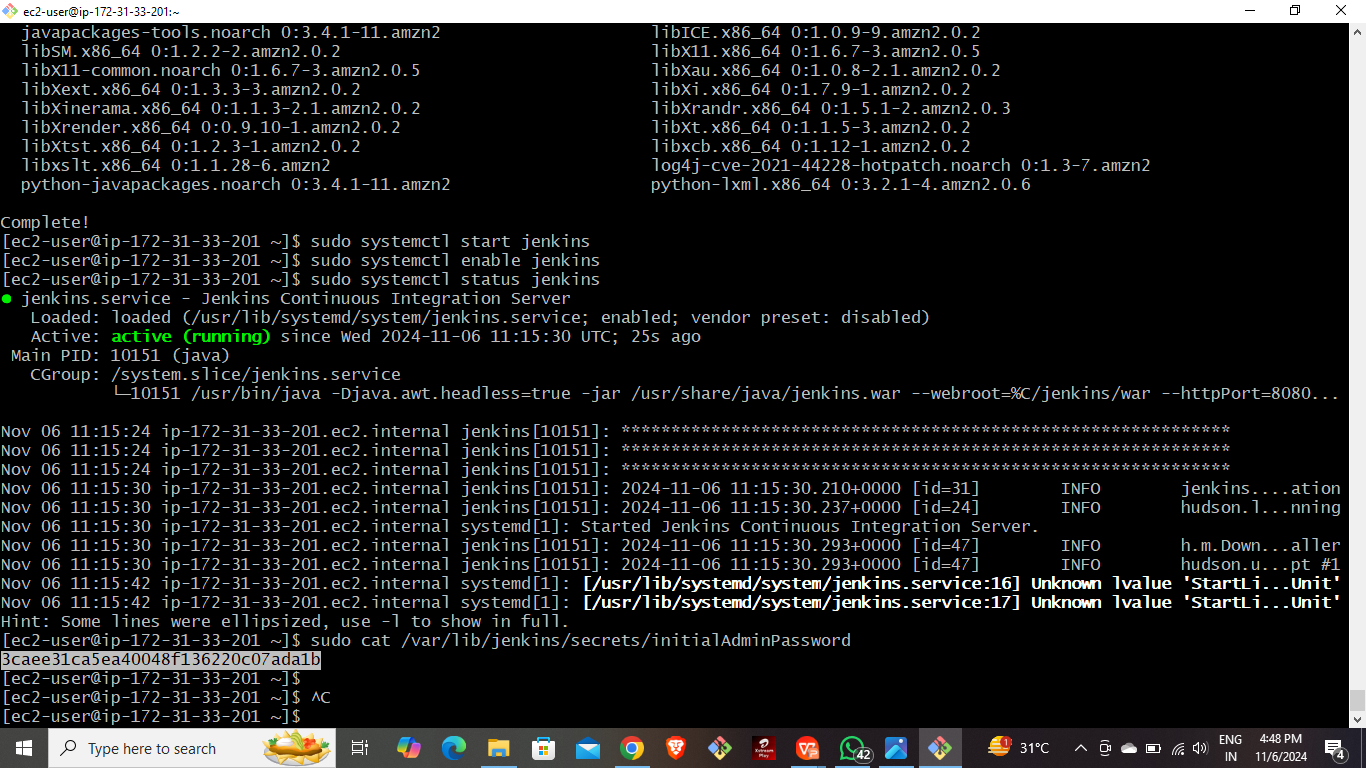 ec2-user@ip-172-31-33-201:~
javapackages-tools.noarch 0:3.4.1-11.amzn2 libICE.x86_64 0:1.0.9-9.amzn2.0.2
libSM.x86_64 0:1.2.2-2.amzn2.0.2 libX11.x86_64 0:1.6.7-3.amzn2.0.5
libX11-common.noarch 0:1.6.7-3.amzn2.0.5 libXau.x86_64 0:1.0.8-2.1.amzn2.0.2
libXext.x86_64 0:1.3.3-3.amzn2.0.2 libXi.x86_64 0:1.7.9-1.amzn2.0.2
libXinerama.x86_64 0:1.1.3-2.1.amzn2.0.2 libXrandr.x86_64 0:1.5.1-2.amzn2.0.3
libXrender.x86_64 0:0.9.10-1.amzn2.0.2 libXt.x86_64 0:1.1.5-3.amzn2.0.2
libXtst.x86_64 0:1.2.3-1.amzn2.0.2 libxcb.x86_64 0:1.12-1.amzn2.0.2
libxslt.x86_64 0:1.1.28-6.amzn2 log4j-cve-2021-44228-hotpatch.noarch 0:1.3-7.amzn2
python-javapackages.noarch 0:3.4.1-11.amzn2 python-lxml.x86_64 0:3.2.1-4.amzn2.0.6
Complete!
[ec2-user@ip-172-31-33-201 ~]$ sudo systemctl start jenkins
[ec2-user@ip-172-31-33-201 ~]$ sudo systemctl enable jenkins
[ec2-user@ip-172-31-33-201 ~]$ sudo systemctl status jenkins
● jenkins.service - Jenkins Continuous Integration Server
Loaded: loaded (/usr/lib/systemd/system/jenkins.service; enabled; vendor preset: disabled)
Active: active (running) since Wed 2024-11-06 11:15:30 UTC; 25s ago
Main PID: 10151 (java)
CGroup: /system.slice/jenkins.service
└─10151 /usr/bin/java -Djava.awt.headless=true -jar /usr/share/java/jenkins.war --webroot=%C/jenkins/war --httpPort=8080...
Nov 06 11:15:24 ip-172-31-33-201.ec2.internal jenkins[10151]: *************************************************************
Nov 06 11:15:24 ip-172-31-33-201.ec2.internal jenkins[10151]: *************************************************************
Nov 06 11:15:24 ip-172-31-33-201.ec2.internal jenkins[10151]: *************************************************************
Nov 06 11:15:30 ip-172-31-33-201.ec2.internal jenkins[10151]: 2024-11-06 11:15:30.210+0000 [id=31] INFO jenkins....ation
Nov 06 11:15:30 ip-172-31-33-201.ec2.internal jenkins[10151]: 2024-11-06 11:15:30.237+0000 [id=24] INFO hudson.l...nning
Nov 06 11:15:30 ip-172-31-33-201.ec2.internal systemd[1]: Started Jenkins Continuous Integration Server.
Nov 06 11:15:30 ip-172-31-33-201.ec2.internal jenkins[10151]: 2024-11-06 11:15:30.293+0000 [id=47] INFO h.m.Down...aller
Nov 06 11:15:30 ip-172-31-33-201.ec2.internal jenkins[10151]: 2024-11-06 11:15:30.293+0000 [id=47] INFO hudson.u...pt #1
Nov 06 11:15:42 ip-172-31-33-201.ec2.internal systemd[1]: [/usr/lib/systemd/system/jenkins.service:16] Unknown lvalue 'StartLi...Unit'
Nov 06 11:15:42 ip-172-31-33-201.ec2.internal systemd[1]: [/usr/lib/systemd/system/jenkins.service:17] Unknown lvalue 'StartLi...Unit'
Hint: Some lines were ellipsized, use -l to show in full.
[ec2-user@ip-172-31-33-201 ~]$ sudo cat /var/lib/jenkins/secrets/initialAdminPassword
3caee31ca5ea40048f136220c07ada1b
[ec2-user@ip-172-31-33-201 ~]$
[ec2-user@ip-172-31-33-201 ~]$ ^C
[ec2-user@ip-172-31-33-201 ~]$
Type here to search
42
1
31°C
ENG
IN
4:48 PM
11/6/2024
4